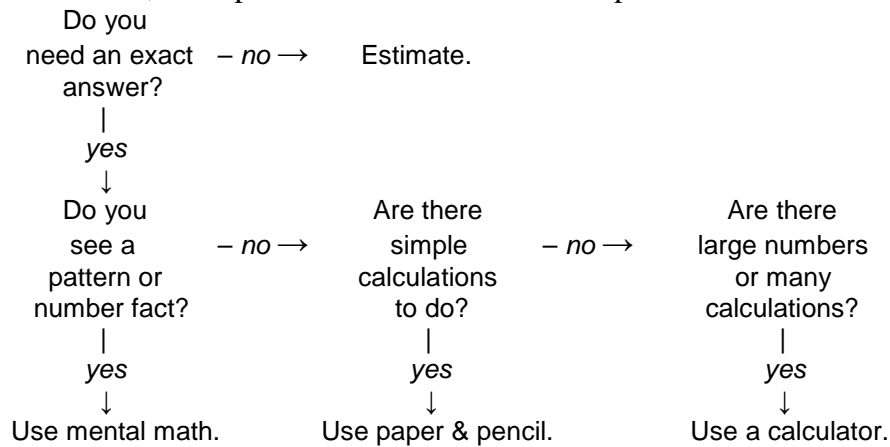 Do you
need an exact – no → Estimate.
answer?
|
yes
↓
Do you Are there Are there
see a – no → simple – no → large numbers
pattern or calculations or many
number fact? to do? calculations?
| | |
yes yes yes
↓ ↓ ↓
Use mental math. Use paper & pencil. Use a calculator.